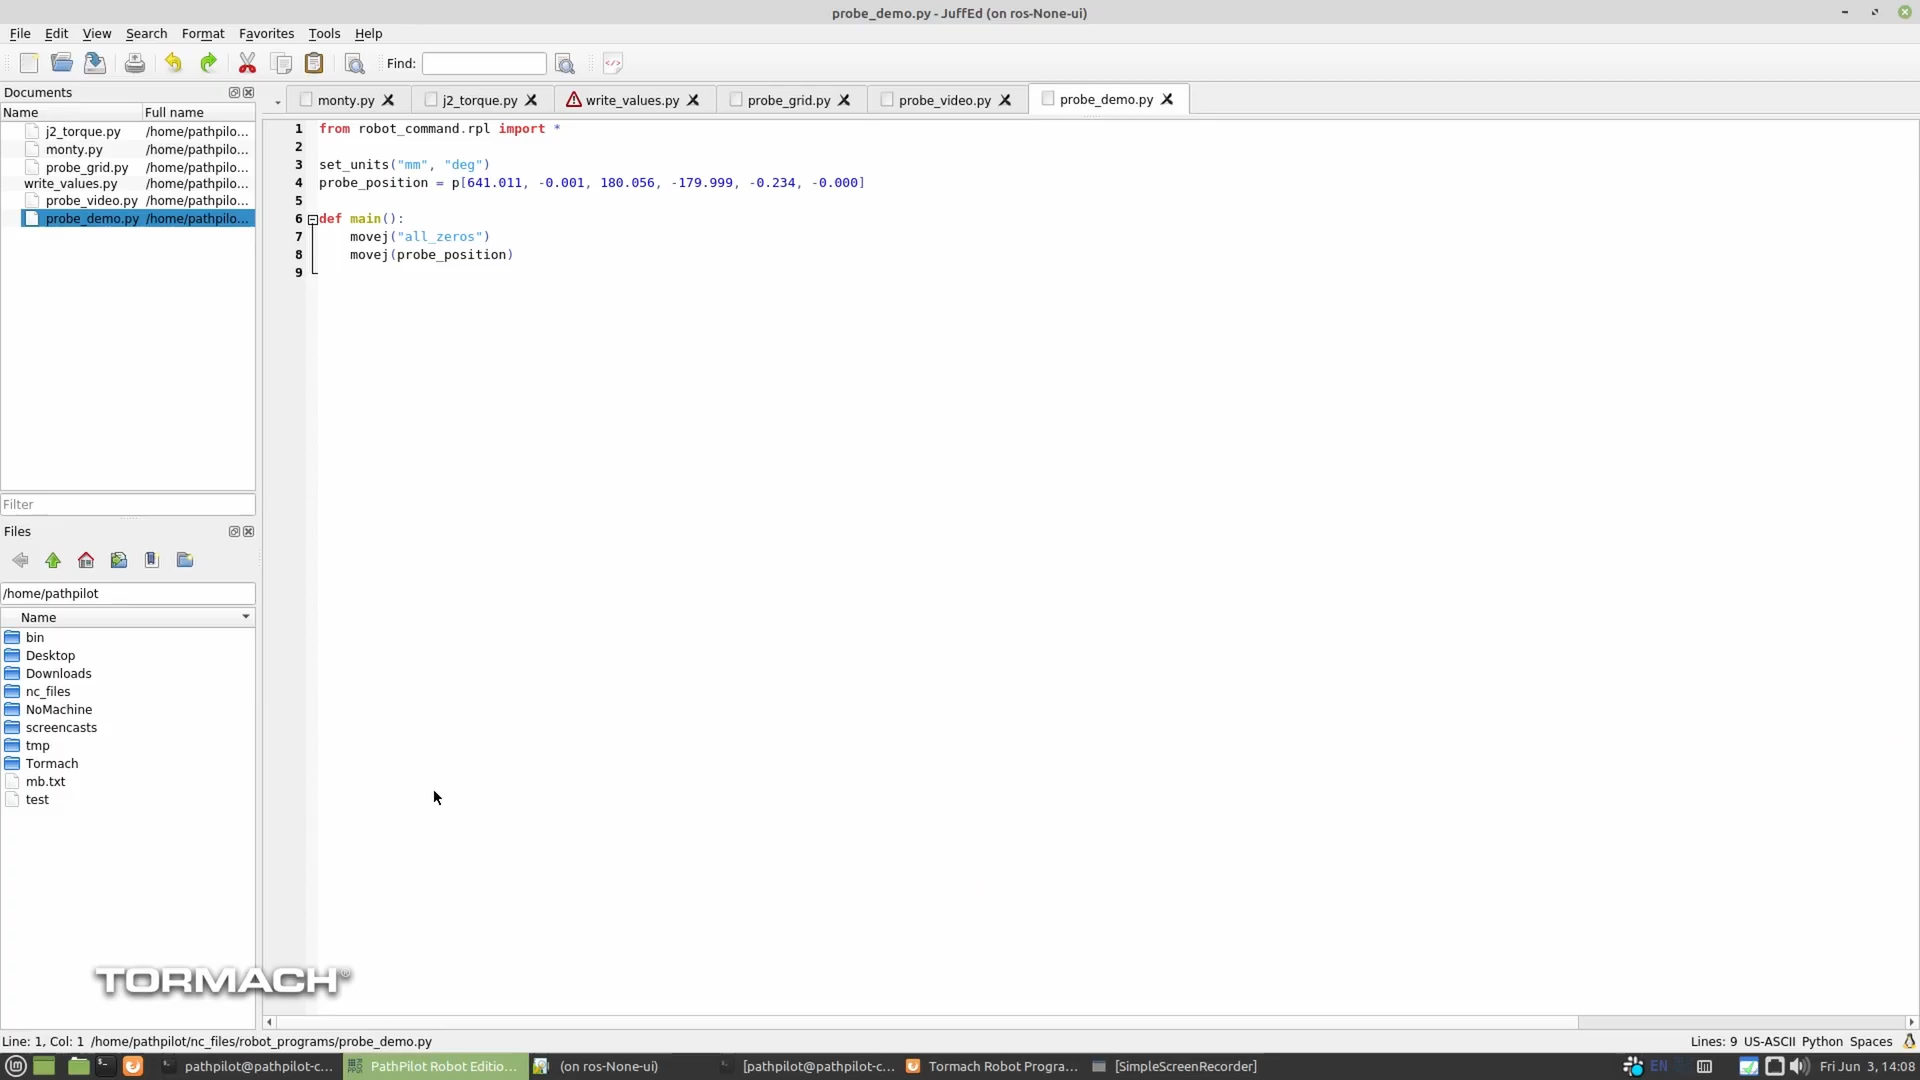 probe_demo.py - JuffEd (on ros-None-ui)
File Edit View Search Format Favorites Tools Help
Find:
Documents
Name Full name
j2_torque.py /home/pathpilo...
monty.py /home/pathpilo...
probe_grid.py /home/pathpilo...
write_values.py /home/pathpilo...
probe_video.py /home/pathpilo...
probe_demo.py /home/pathpilo...
Filter
Files
/home/pathpilot
Name
bin
Desktop
Downloads
nc_files
NoMachine
screencasts
tmp
Tormach
mb.txt
test
monty.py j2_torque.py write_values.py probe_grid.py probe_video.py probe_demo.py
1 from robot_command.rpl import *
2
3 set_units("mm", "deg")
4 probe_position = p[641.011, -0.001, 180.056, -179.999, -0.234, -0.000]
5
6 def main():
7 movej("all_zeros")
8 movej(probe_position)
9
TORMACH®
Line: 1, Col: 1 /home/pathpilot/nc_files/robot_programs/probe_demo.py
Lines: 9 US-ASCII Python Spaces
pathpilot@pathpilot-c... PathPilot Robot Editio... (on ros-None-ui) [pathpilot@pathpilot-c... Tormach Robot Progra... [SimpleScreenRecorder] EN Fri Jun 3, 14:08